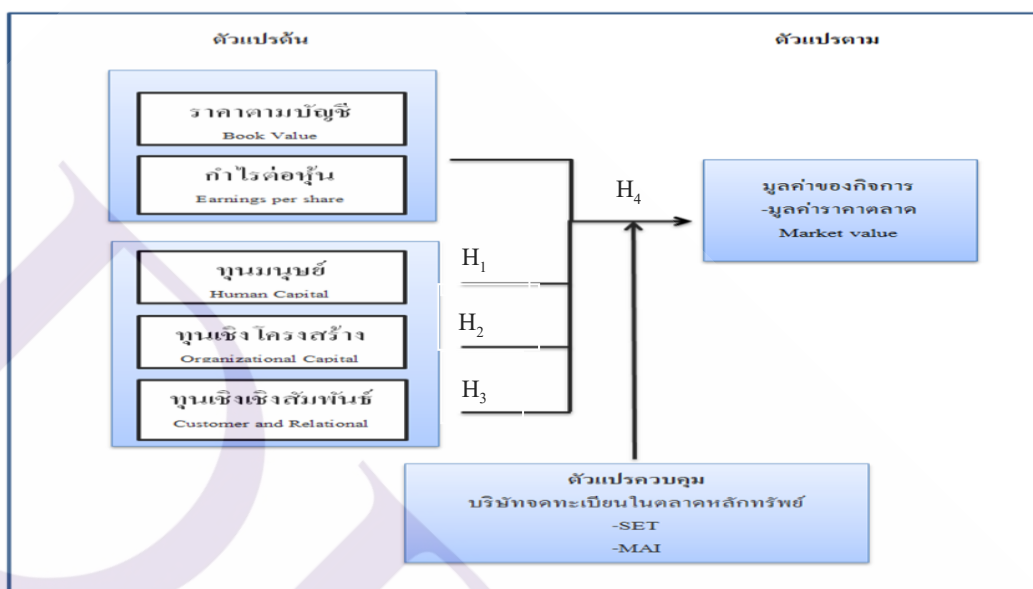 ตัวแปรต้น
ตัวแปรตาม
ราคาตามบัญชี
Book Value
กำไรต่อหุ้น
Earnings per share
ทุนมนุษย์
Human Capital
ทุนเชิงโครงสร้าง
Organizational Capital
ทุนเชิงเชิงสัมพันธ์
Customer and Relational
H1
H2
H3
H4
มูลค่าของกิจการ
-มูลค่าราคาตลาด
Market value
ตัวแปรควบคุม
บริษัทจดทะเบียนในตลาดหลักทรัพย์
-SET
-MAI